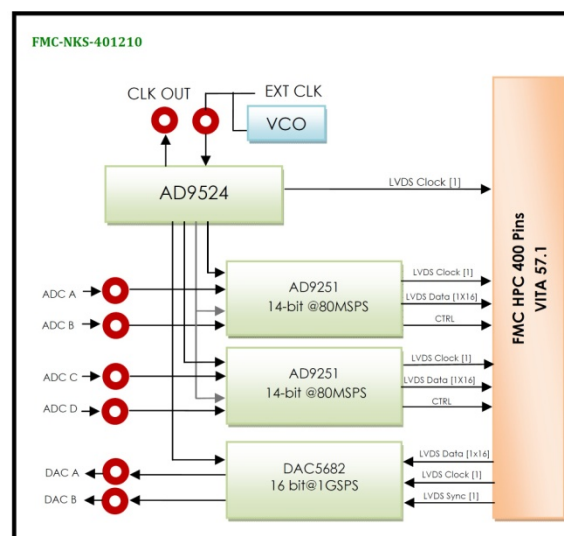 FMC-NKS-401210
CLK OUT
EXT CLK
VCO
AD9524
LVDS Clock [1]
ADC A
ADC B
AD9251
14-bit @80MSPS
LVDS Clock [1]
LVDS Data [1X16]
CTRL
ADC C
ADC D
AD9251
14-bit @80MSPS
LVDS Clock [1]
LVDS Data [1X16]
CTRL
DAC A
DAC B
DAC5682
16 bit@1GSPS
LVDS Data [1x16]
LVDS Clock [1]
LVDS Sync [1]
FMC HPC 400 Pins
VITA 57.1